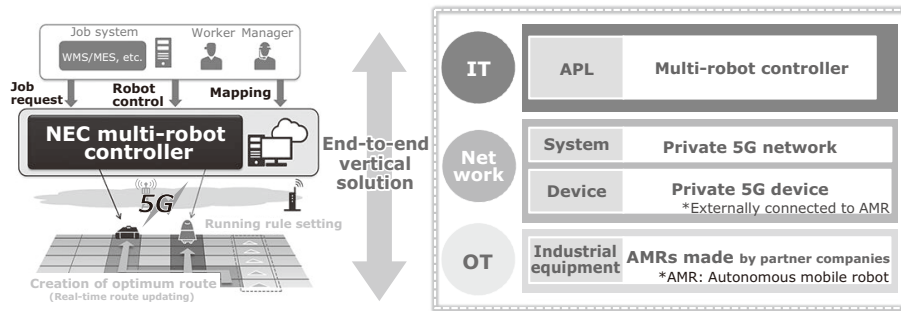 Job system
Worker Manager
WMS/MES, etc.
Job
request
Robot
control
Mapping
NEC multi-robot
controller
5G
Running rule setting
Creation of optimum route
(Real-time route updating)
End-to-end
vertical
solution
IT
APL
Multi-robot controller
Net
work
System
Private 5G network
Device
Private 5G device
*Externally connected to AMR
OT
Industrial
equipment
AMRs made by partner companies
*AMR: Autonomous mobile robot